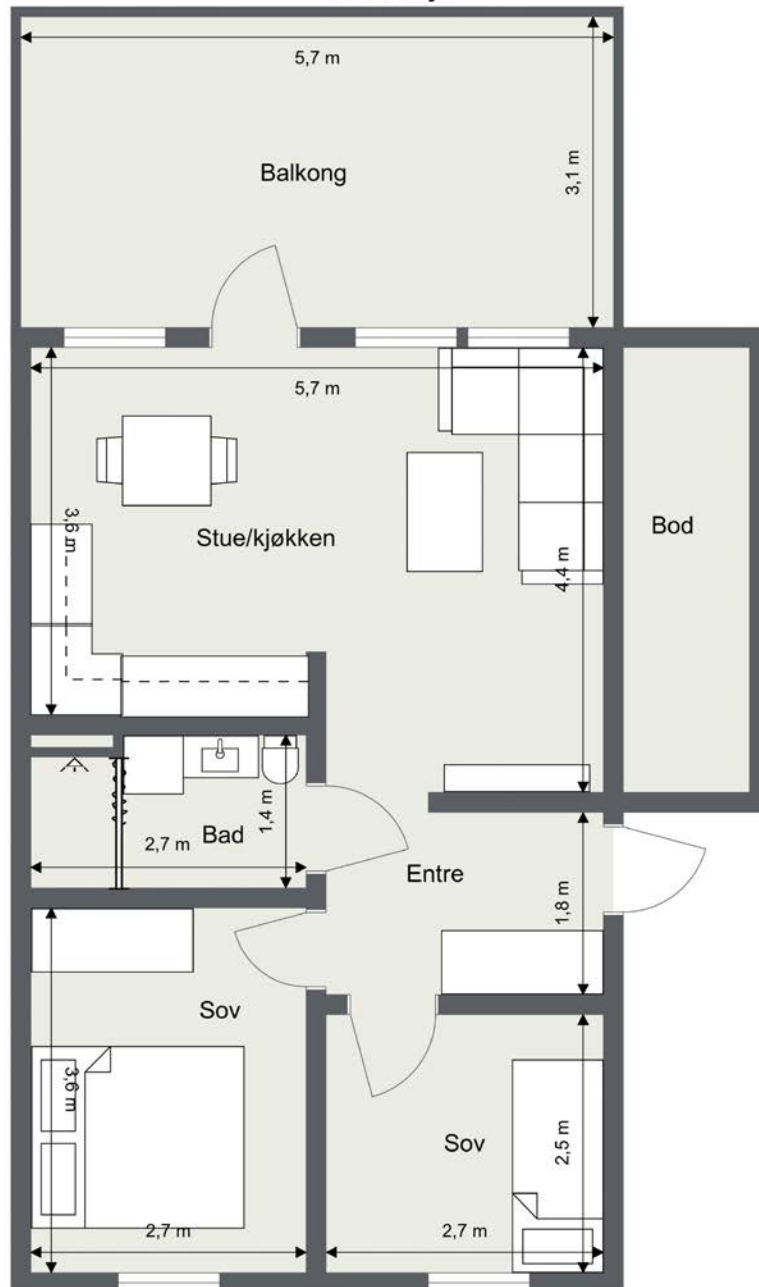 5,7 m
Balkong
3,1 m
5,7 m
3,6 m
Stue/kjøkken
4,4 m
Bod
1,4 m
2,7 m
Bad
Entre
1,8 m
Sov
3,6 m
Sov
2,5 m
2,7 m
2,7 m